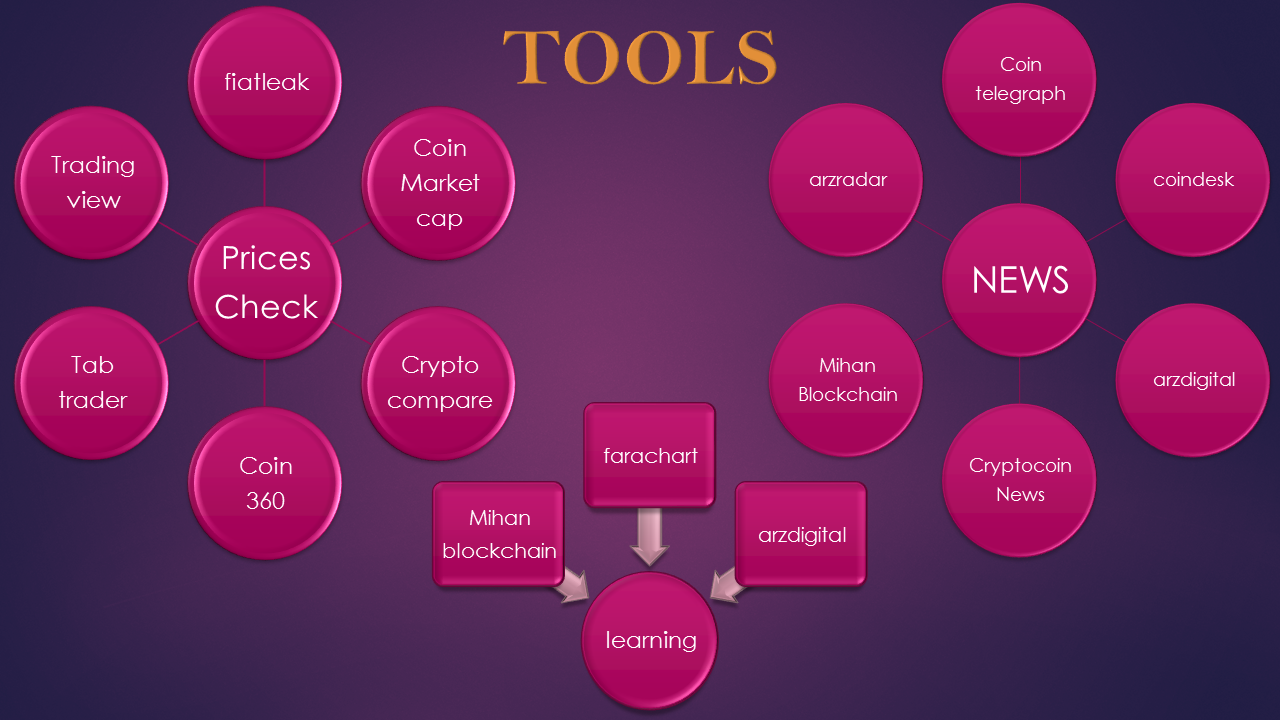 TOOLS
fiatleak
Trading
view
Coin
Market
cap
Prices
Check
Tab
trader
Crypto
compare
Coin
360
Coin
telegraph
arzradar
coindesk
NEWS
Mihan
Blockchain
arzdigital
Cryptocoin
News
farachart
Mihan
blockchain
arzdigital
learning